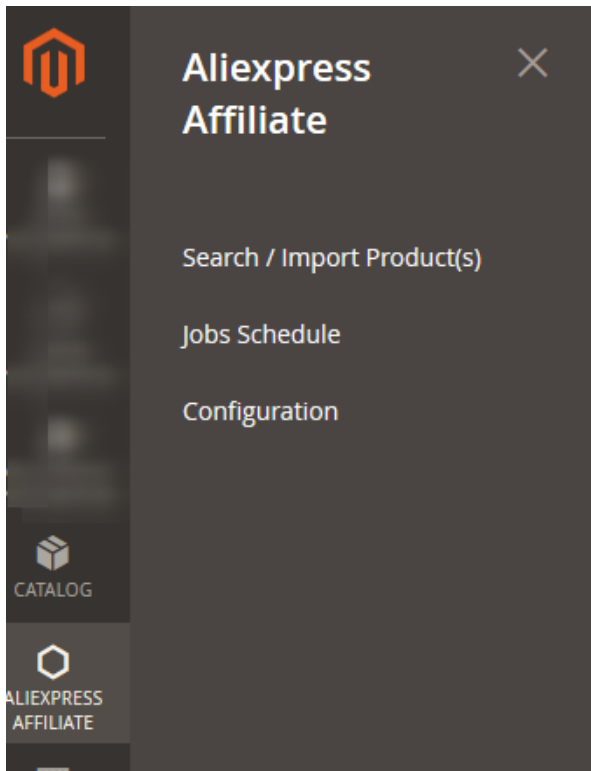 Aliexpress
Affiliate
Search / Import Product(s)
Jobs Schedule
Configuration
CATALOG
ALIEXPRESS
AFFILIATE